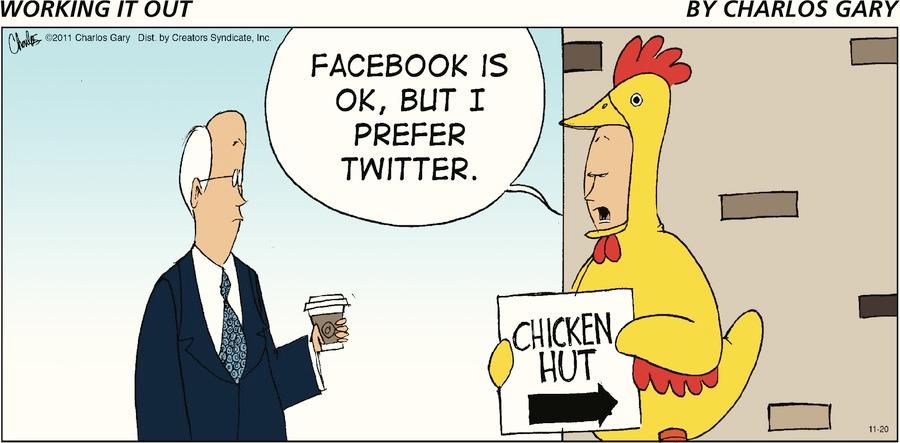 WORKING IT OUT BY CHARLOS GARY
©2011 Charlos Gary Dist. by Creators Syndicate, Inc.
FACEBOOK IS
OK, BUT I
PREFER
TWITTER.
CHICKEN
HUT
11-20